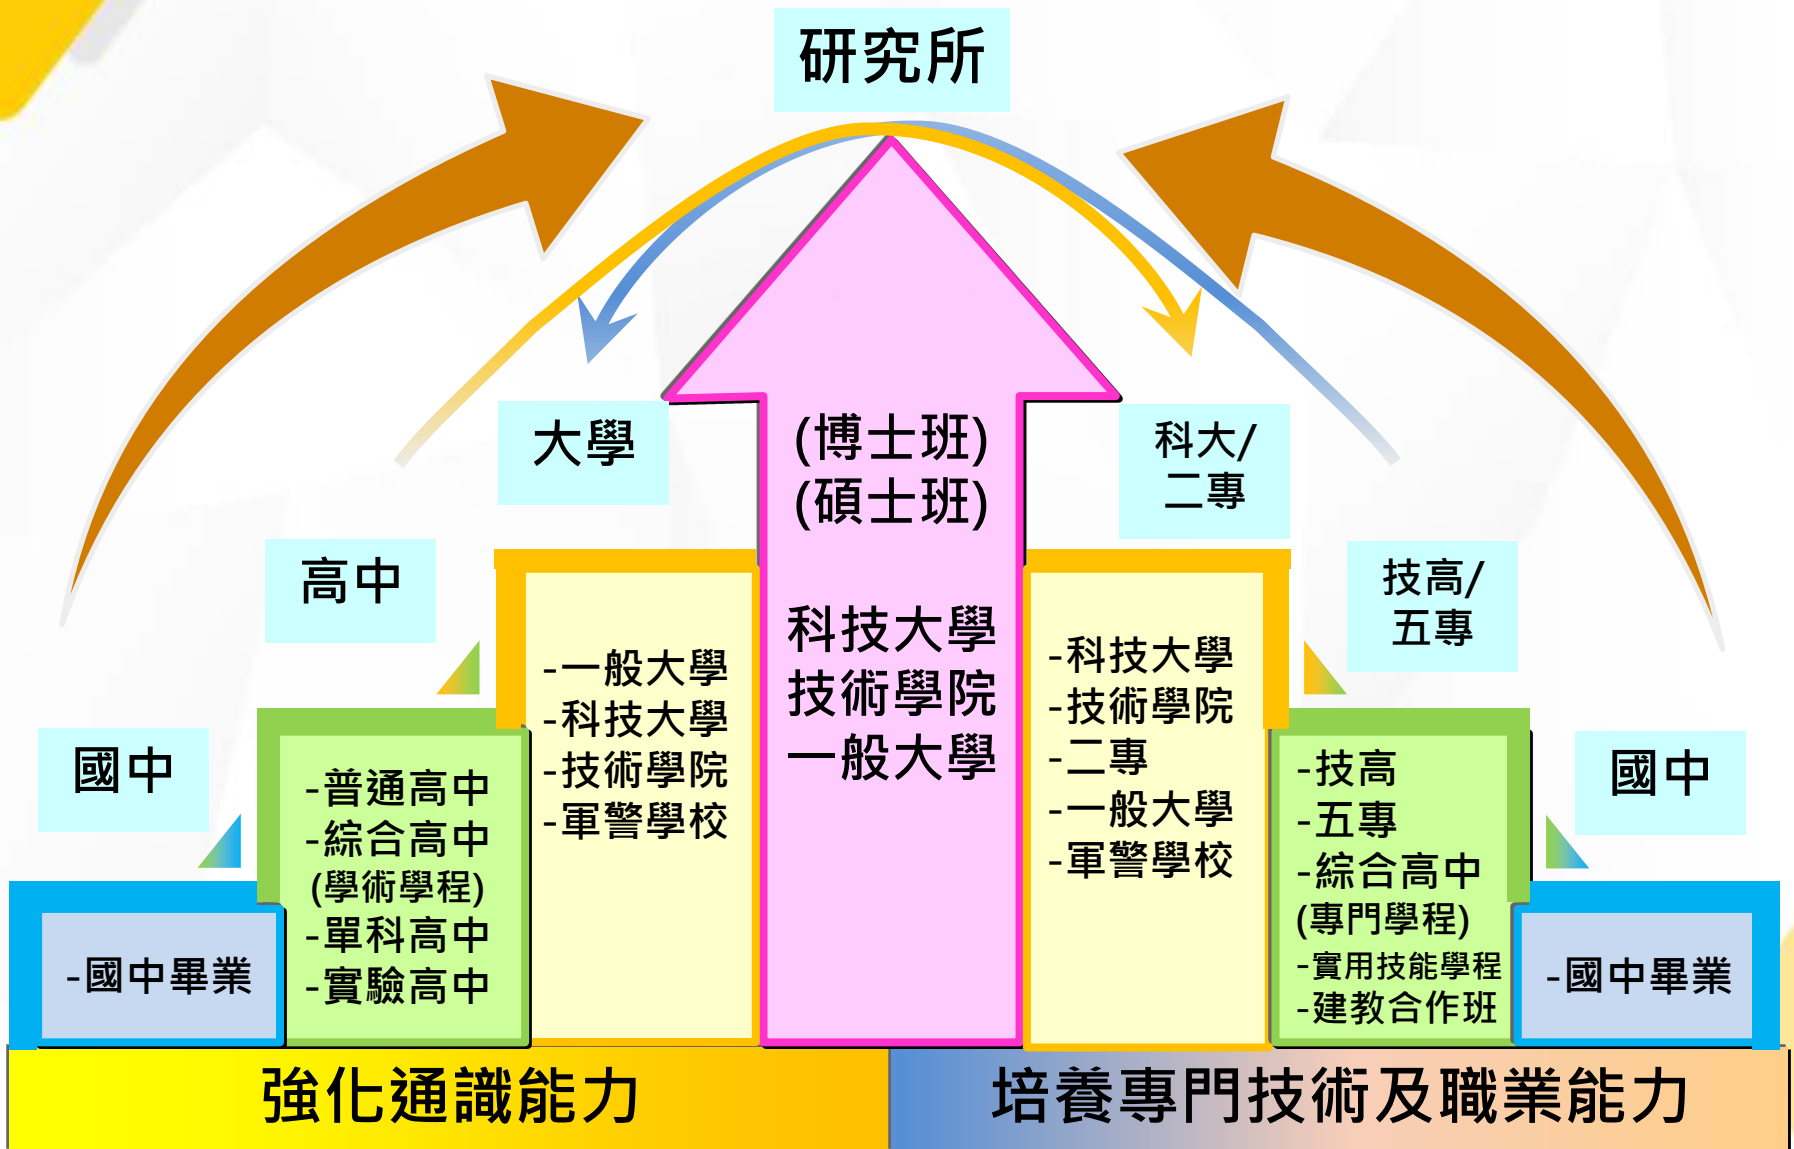 研究所
大學
(博士班)
(碩士班)
科技大學
技術學院
一般大學
科大/
二專
高中
技高/
五專
國中
國中
-一般大學
-科技大學
-技術學院
-軍警學校
-科技大學
-技術學院
-二專
-一般大學
-軍警學校
-普通高中
-綜合高中
(學術學程)
-單科高中
-實驗高中
-技高
-五專
-綜合高中
(專門學程)
-實用技能學程
-建教合作班
-國中畢業
-國中畢業
強化通識能力
培養專門技術及職業能力